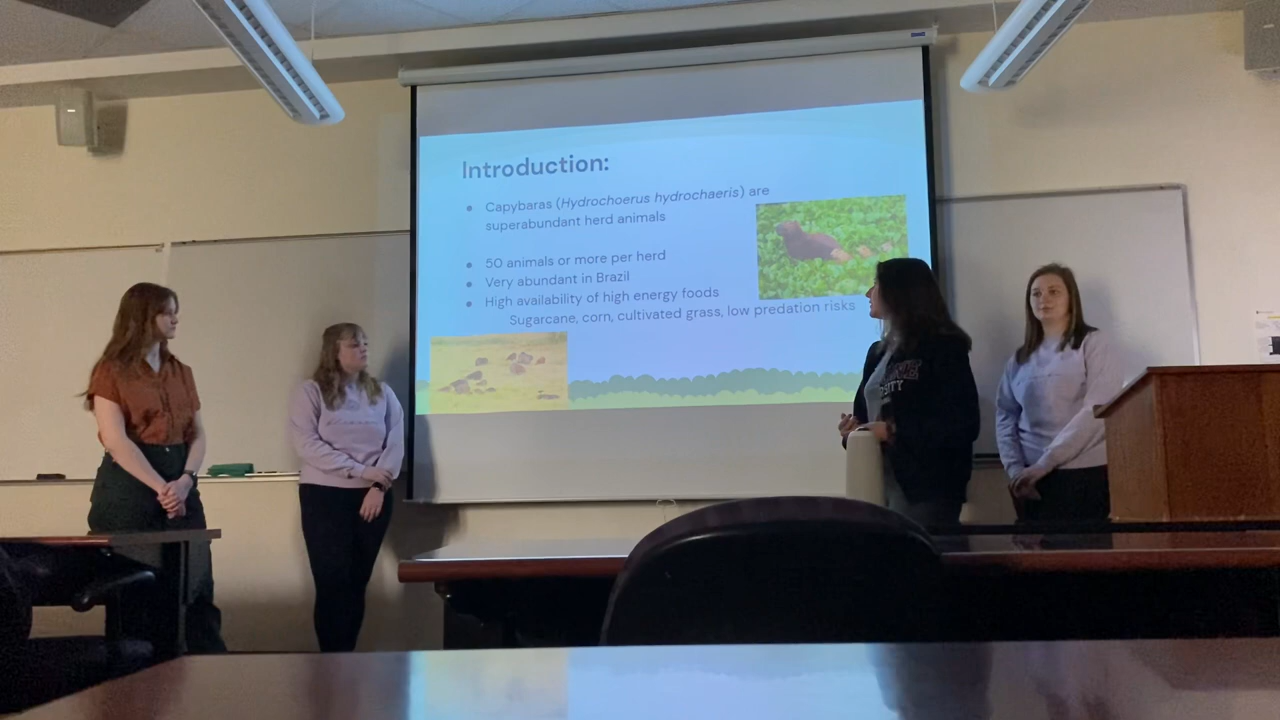 Introduction:
Capybaras (Hydrochoerus hydrochaeris) are
superabundant herd animals
50 animals or more per herd
Very abundant in Brazil
High availability of high energy foods
Sugarcane, corn, cultivated grass, low predation risks